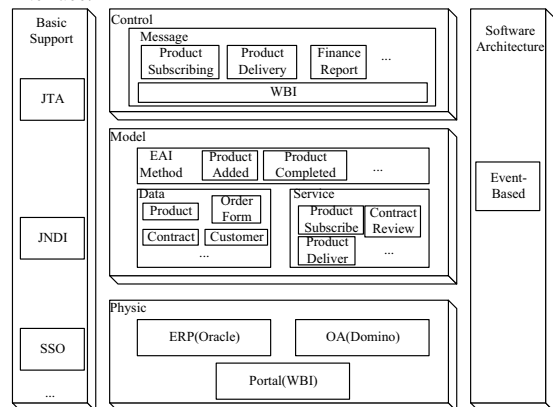 Basic
Support
JTA
JNDI
SSO
...
Control
Message
Product
Subscribing
Product
Delivery
Finance
Report
...
WBI
Model
EAI
Method
Product
Added
Product
Completed
...
Data
Product
Order
Form
Contract
Customer
...
Service
Product
Subscribe
Contract
Review
Product
Deliver
...
Physic
ERP(Oracle)
OA(Domino)
Portal(WBI)
Software
Architecture
Event-
Based